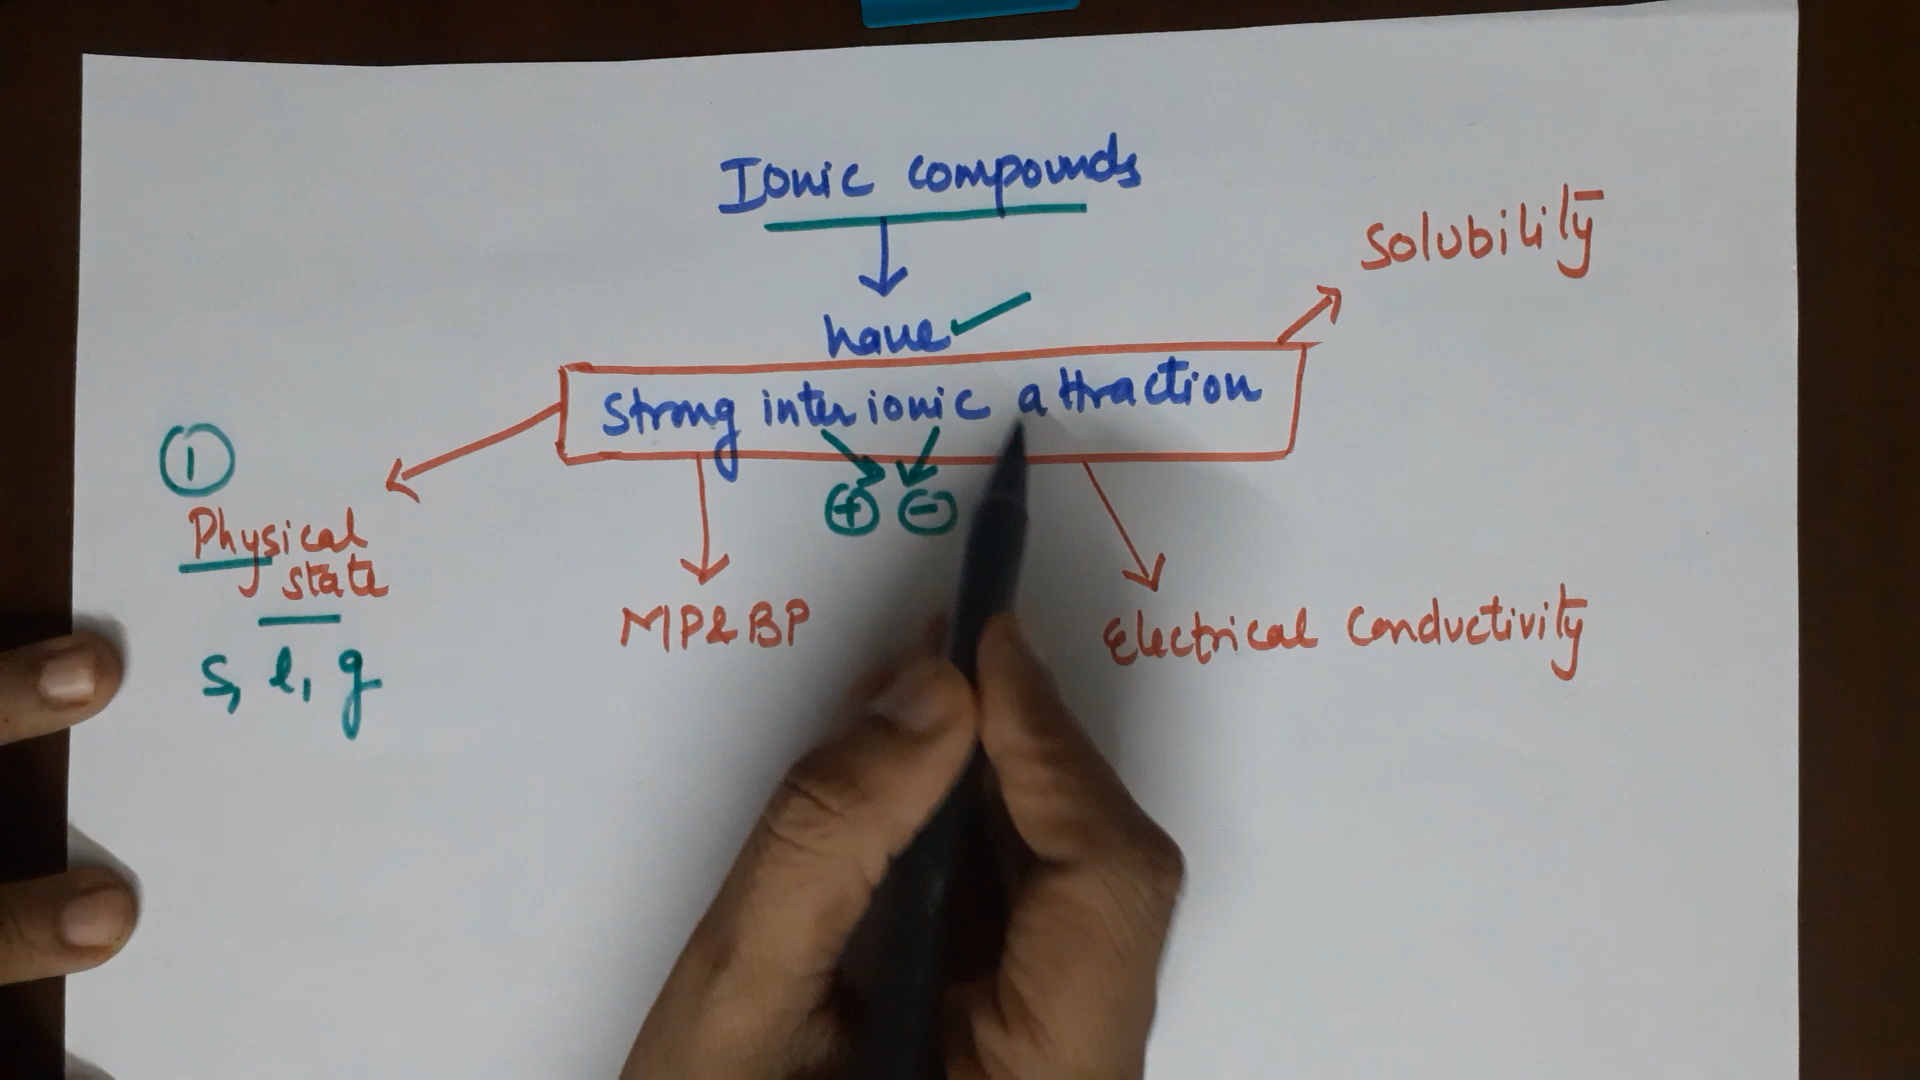 Ionic compounds
have
Strong inter ionic attraction
+ -
Solubility
1
Physical
state
s, l, g
MP & BP
Electrical Conductivity